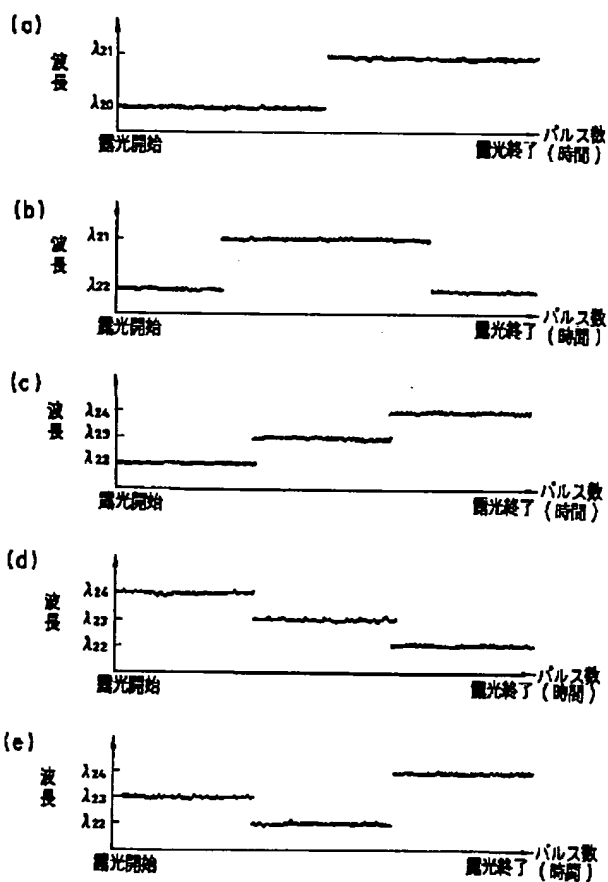 (a)
λ21
波長
λ20
露光開始
露光終了
パルス数
(時間)
(b)
λ21
波長
λ22
露光開始
露光終了
パルス数
(時間)
(c)
λ24
波長
λ23
λ22
露光開始
露光終了
パルス数
(時間)
(d)
λ24
波長
λ23
λ22
露光開始
露光終了
パルス数
(時間)
(e)
λ24
波長
λ23
λ22
露光開始
露光終了
パルス数
(時間)